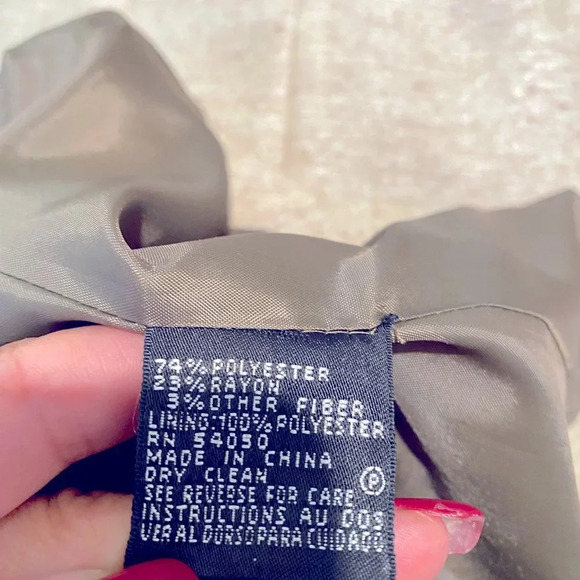 74% POLYESTER
23% RAYON
3% OTHER FIBER
LINING:100% POLYESTER
RN 54050
MADE IN CHINA
DRY CLEAN Ⓟ
SEE REVERSE FOR CARE
INSTRUCTIONS AU DOS
VER AL DORSO PARA CUIDADO